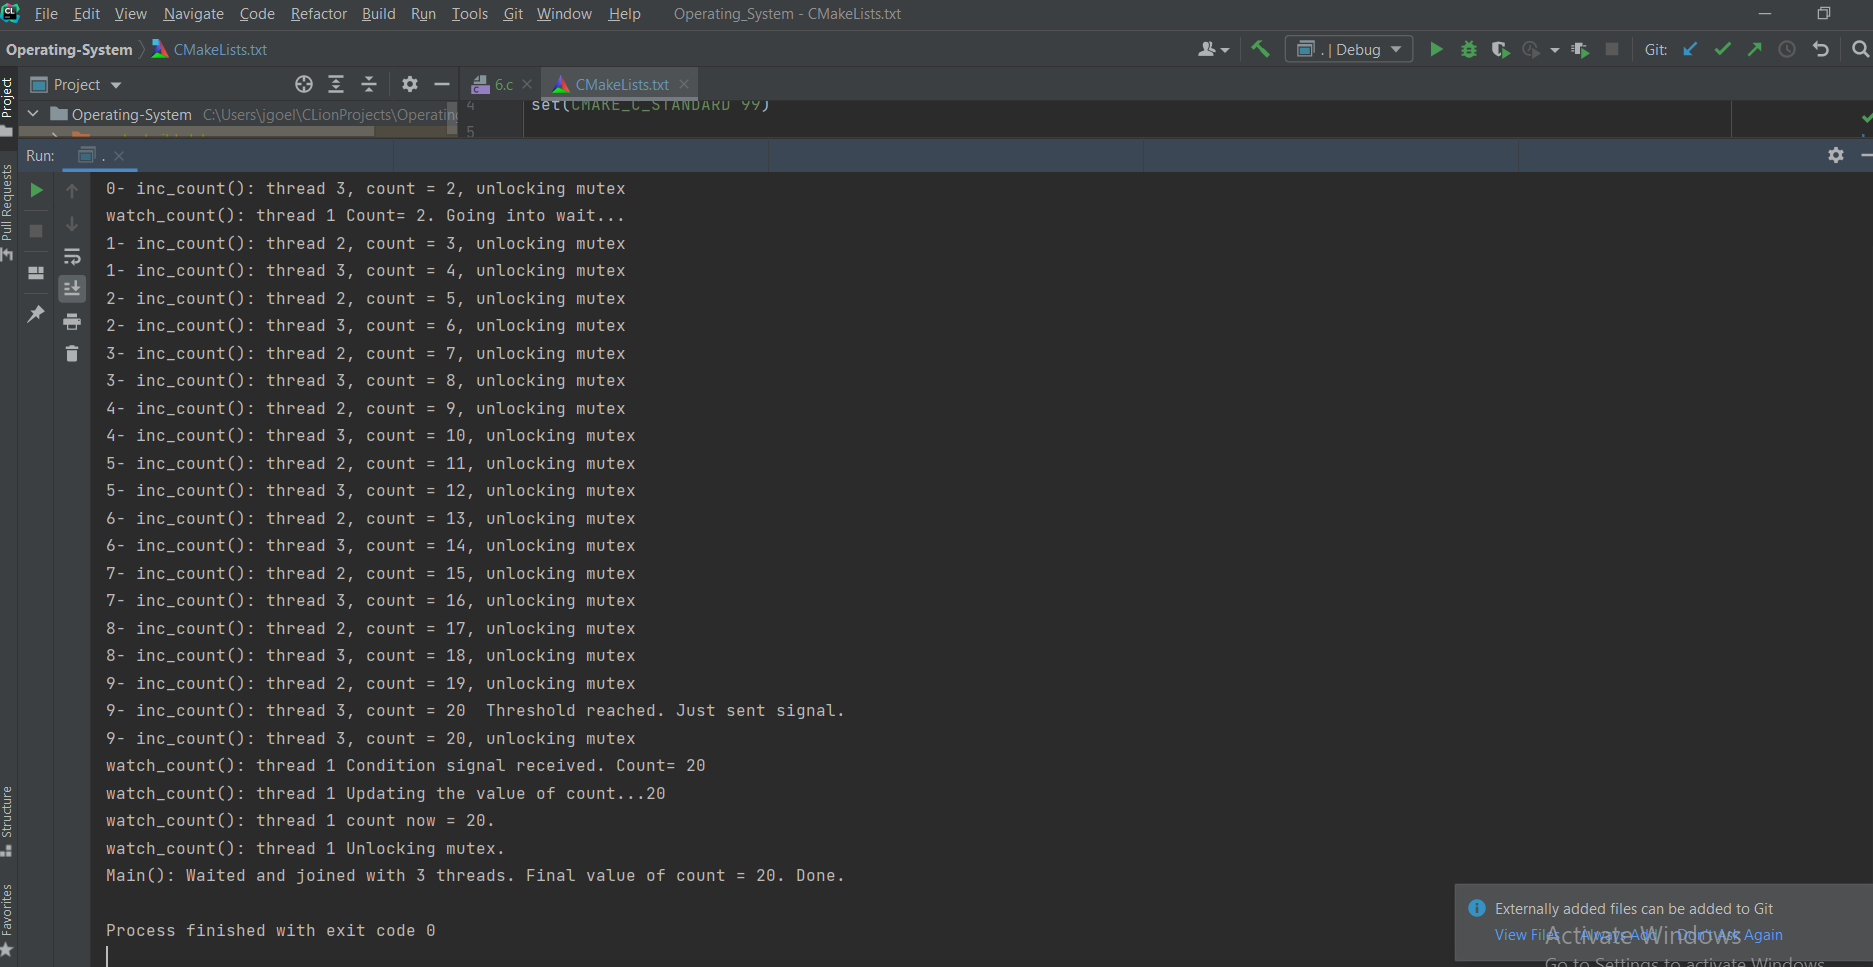 File Edit View Navigate Code Refactor Build Run Tools Git Window Help Operating_System - CMakeLists.txt
Operating-System CMakeLists.txt . | Debug Git:
Project 6.c CMakeLists.txt
Operating-System C:\Users\jgoel\CLionProjects\Operatin
4 set(CMAKE_C_STANDARD 99)
5
Run: .
0- inc_count(): thread 3, count = 2, unlocking mutex
watch_count(): thread 1 Count= 2. Going into wait...
1- inc_count(): thread 2, count = 3, unlocking mutex
1- inc_count(): thread 3, count = 4, unlocking mutex
2- inc_count(): thread 2, count = 5, unlocking mutex
2- inc_count(): thread 3, count = 6, unlocking mutex
3- inc_count(): thread 2, count = 7, unlocking mutex
3- inc_count(): thread 3, count = 8, unlocking mutex
4- inc_count(): thread 2, count = 9, unlocking mutex
4- inc_count(): thread 3, count = 10, unlocking mutex
5- inc_count(): thread 2, count = 11, unlocking mutex
5- inc_count(): thread 3, count = 12, unlocking mutex
6- inc_count(): thread 2, count = 13, unlocking mutex
6- inc_count(): thread 3, count = 14, unlocking mutex
7- inc_count(): thread 2, count = 15, unlocking mutex
7- inc_count(): thread 3, count = 16, unlocking mutex
8- inc_count(): thread 2, count = 17, unlocking mutex
8- inc_count(): thread 3, count = 18, unlocking mutex
9- inc_count(): thread 2, count = 19, unlocking mutex
9- inc_count(): thread 3, count = 20  Threshold reached. Just sent signal.
9- inc_count(): thread 3, count = 20, unlocking mutex
watch_count(): thread 1 Condition signal received. Count= 20
watch_count(): thread 1 Updating the value of count...20
watch_count(): thread 1 count now = 20.
watch_count(): thread 1 Unlocking mutex.
Main(): Waited and joined with 3 threads. Final value of count = 20. Done.
Process finished with exit code 0
Project
Pull Requests
Structure
Favorites
Externally added files can be added to Git
View Files Always Add Don't Ask Again
Activate Windows
Go to Settings to activate Windows.